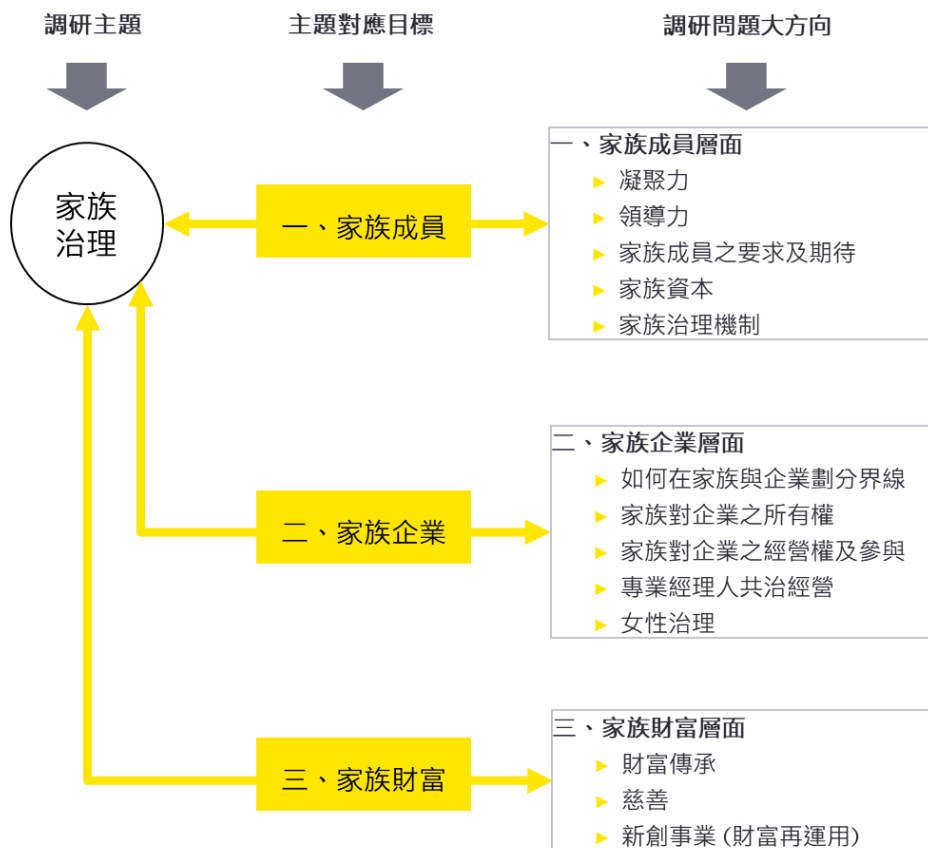 調研主題
主題對應目標
調研問題大方向
家族
治理
一、家族成員
一、家族成員層面
凝聚力
領導力
家族成員之要求及期待
家族資本
家族治理機制
二、家族企業
二、家族企業層面
如何在家族與企業劃分界線
家族對企業之所有權
家族對企業之經營權及參與
專業經理人共治經營
女性治理
三、家族財富
三、家族財富層面
財富傳承
慈善
新創事業 (財富再運用)